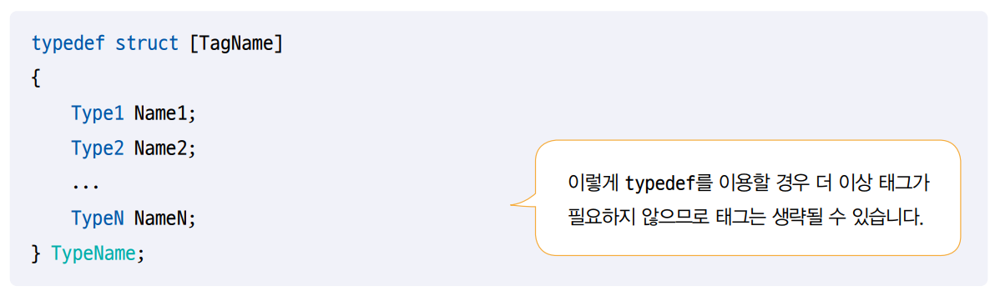 typedef struct [TagName]
{
Type1 Name1;
Type2 Name2;
...
TypeN NameN;
} TypeName;
이렇게 typedef를 이용할 경우 더 이상 태그가
필요하지 않으므로 태그는 생략될 수 있습니다.